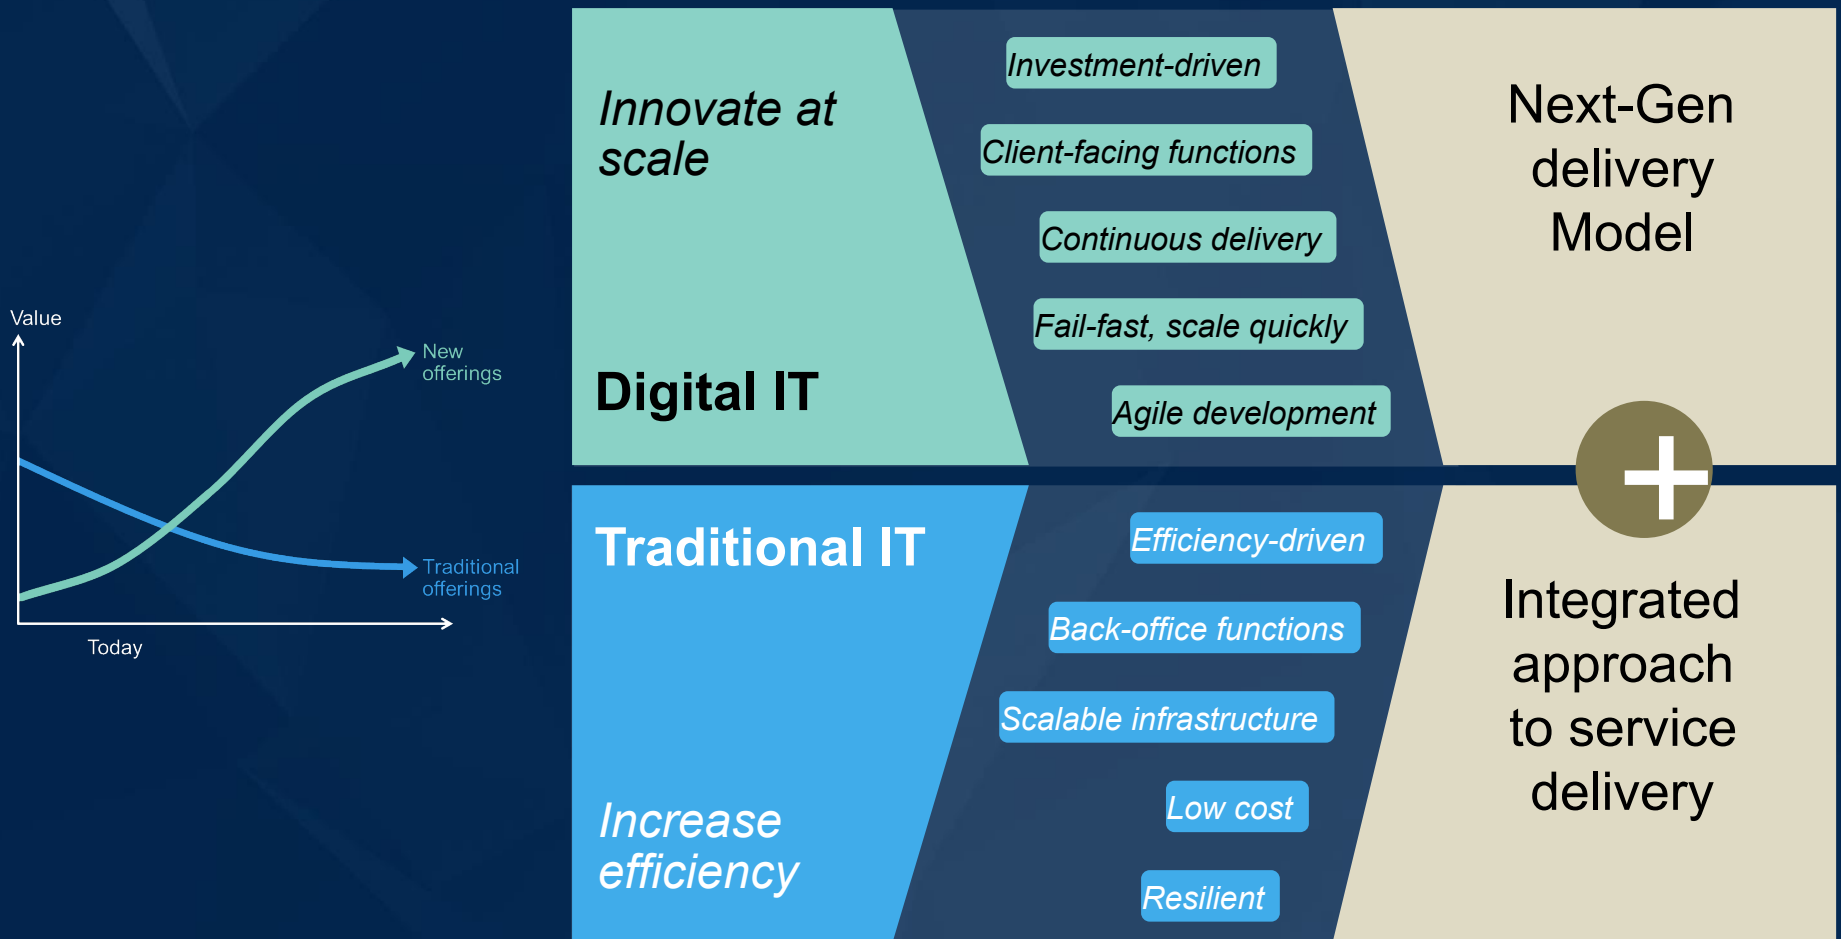 Value
New
offerings
Traditional
offerings
Today
Innovate at
scale
Digital IT
Investment-driven
Client-facing functions
Continuous delivery
Fail-fast, scale quickly
Agile development
Next-Gen
delivery
Model
+
Traditional IT
Increase
efficiency
Efficiency-driven
Back-office functions
Scalable infrastructure
Low cost
Resilient
Integrated
approach
to service
delivery